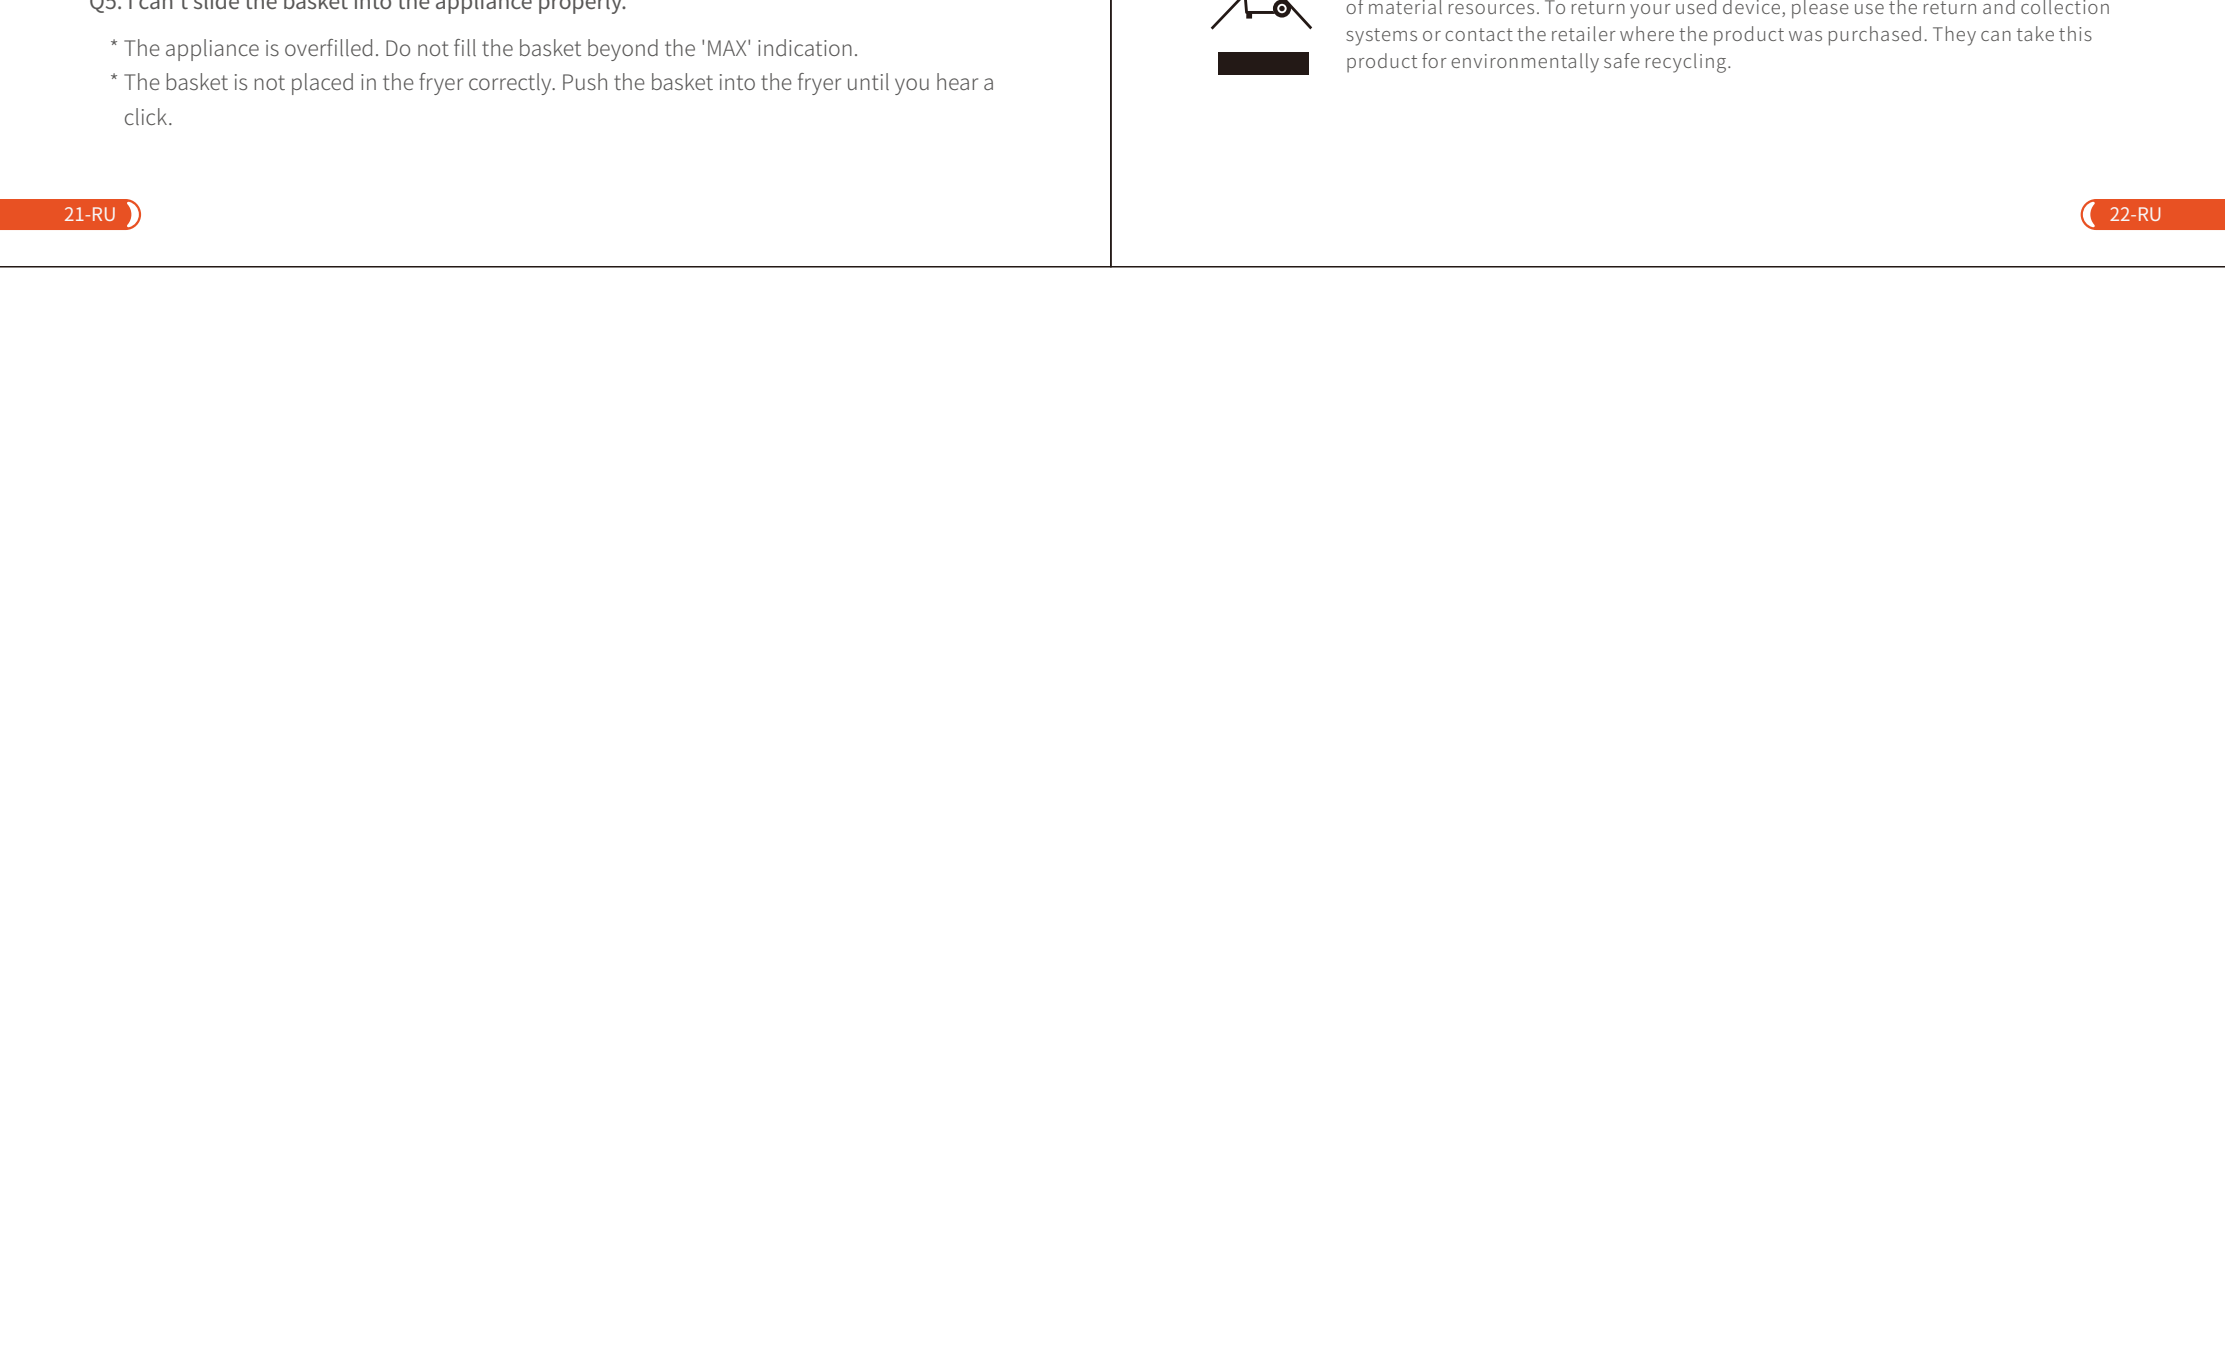 Q5. I can't slide the basket into the appliance properly.
* The appliance is overfilled. Do not fill the basket beyond the 'MAX' indication.
* The basket is not placed in the fryer correctly. Push the basket into the fryer until you hear a
click.
21-RU
of material resources. To return your used device, please use the return and collection
systems or contact the retailer where the product was purchased. They can take this
product for environmentally safe recycling.
22-RU